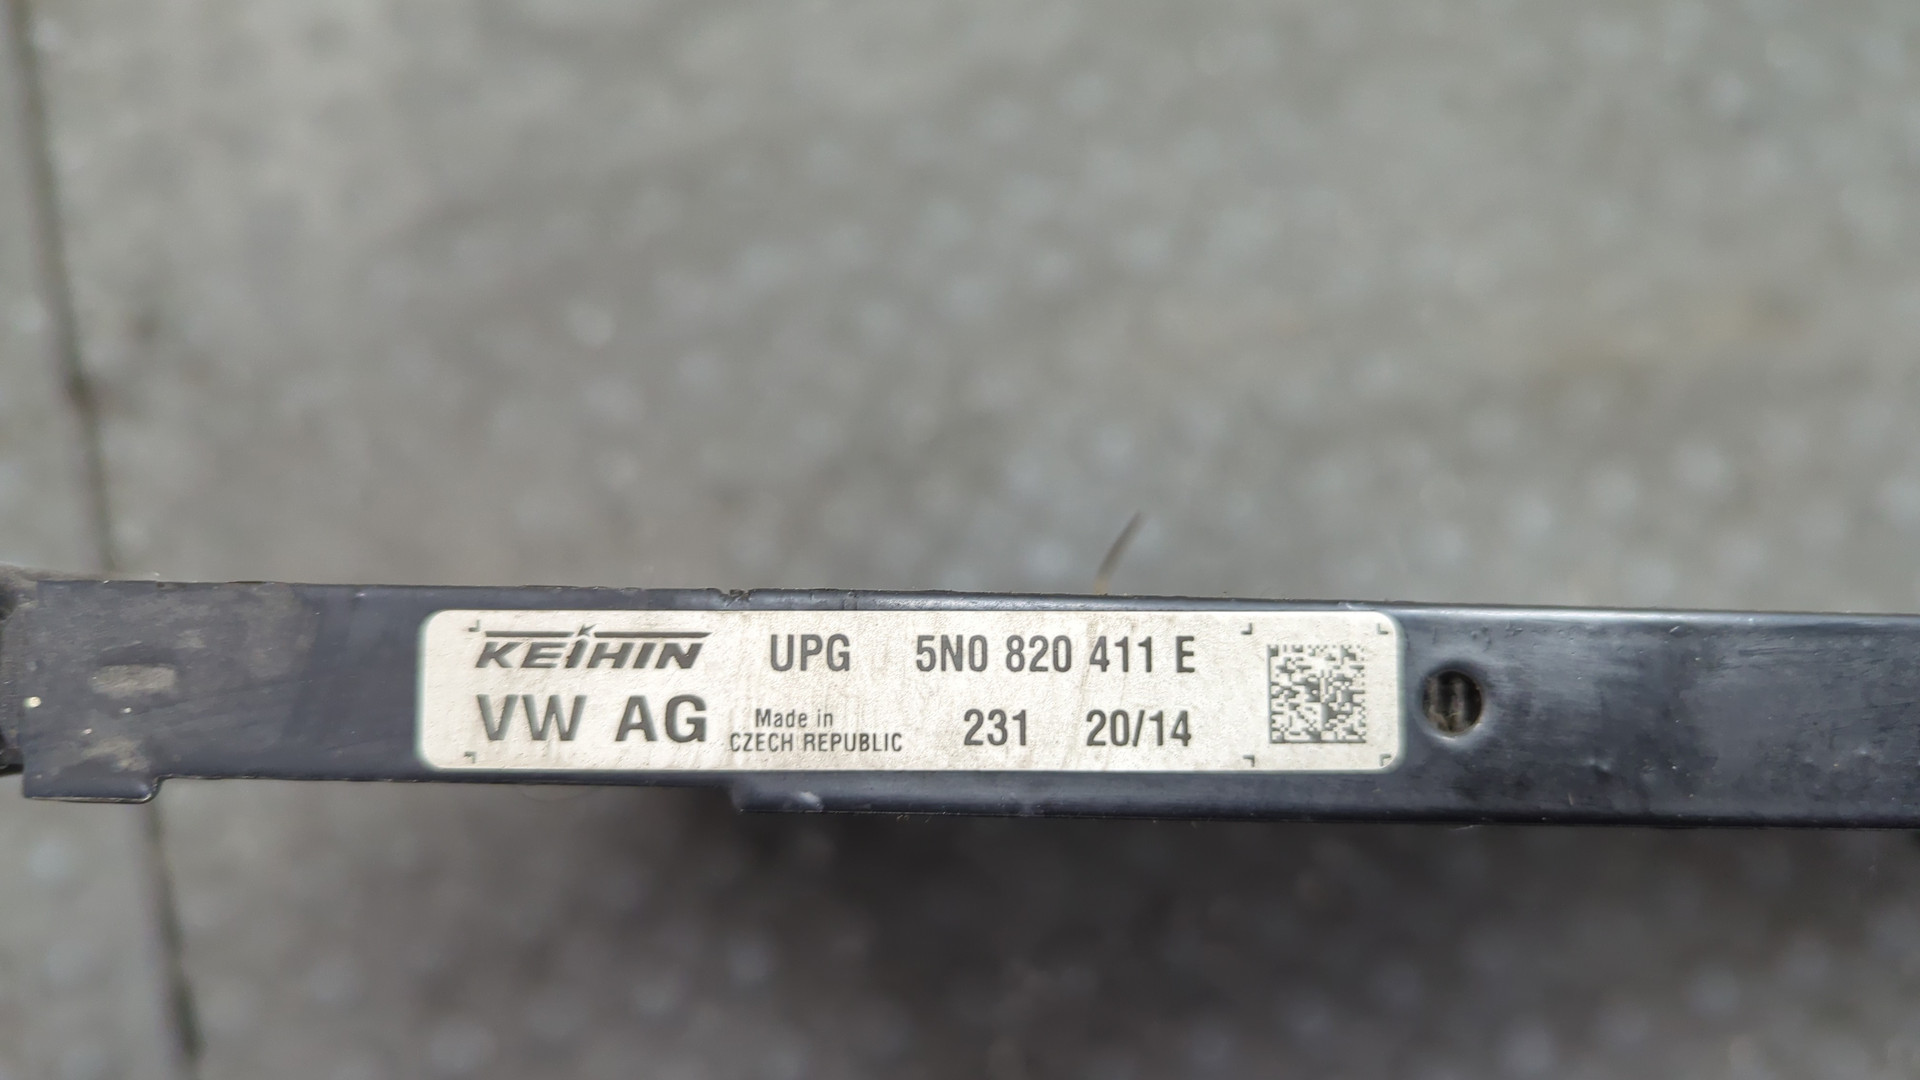 KEIHIN UPG 5N0 820 411 E
VW AG Made in CZECH REPUBLIC 231 20/14